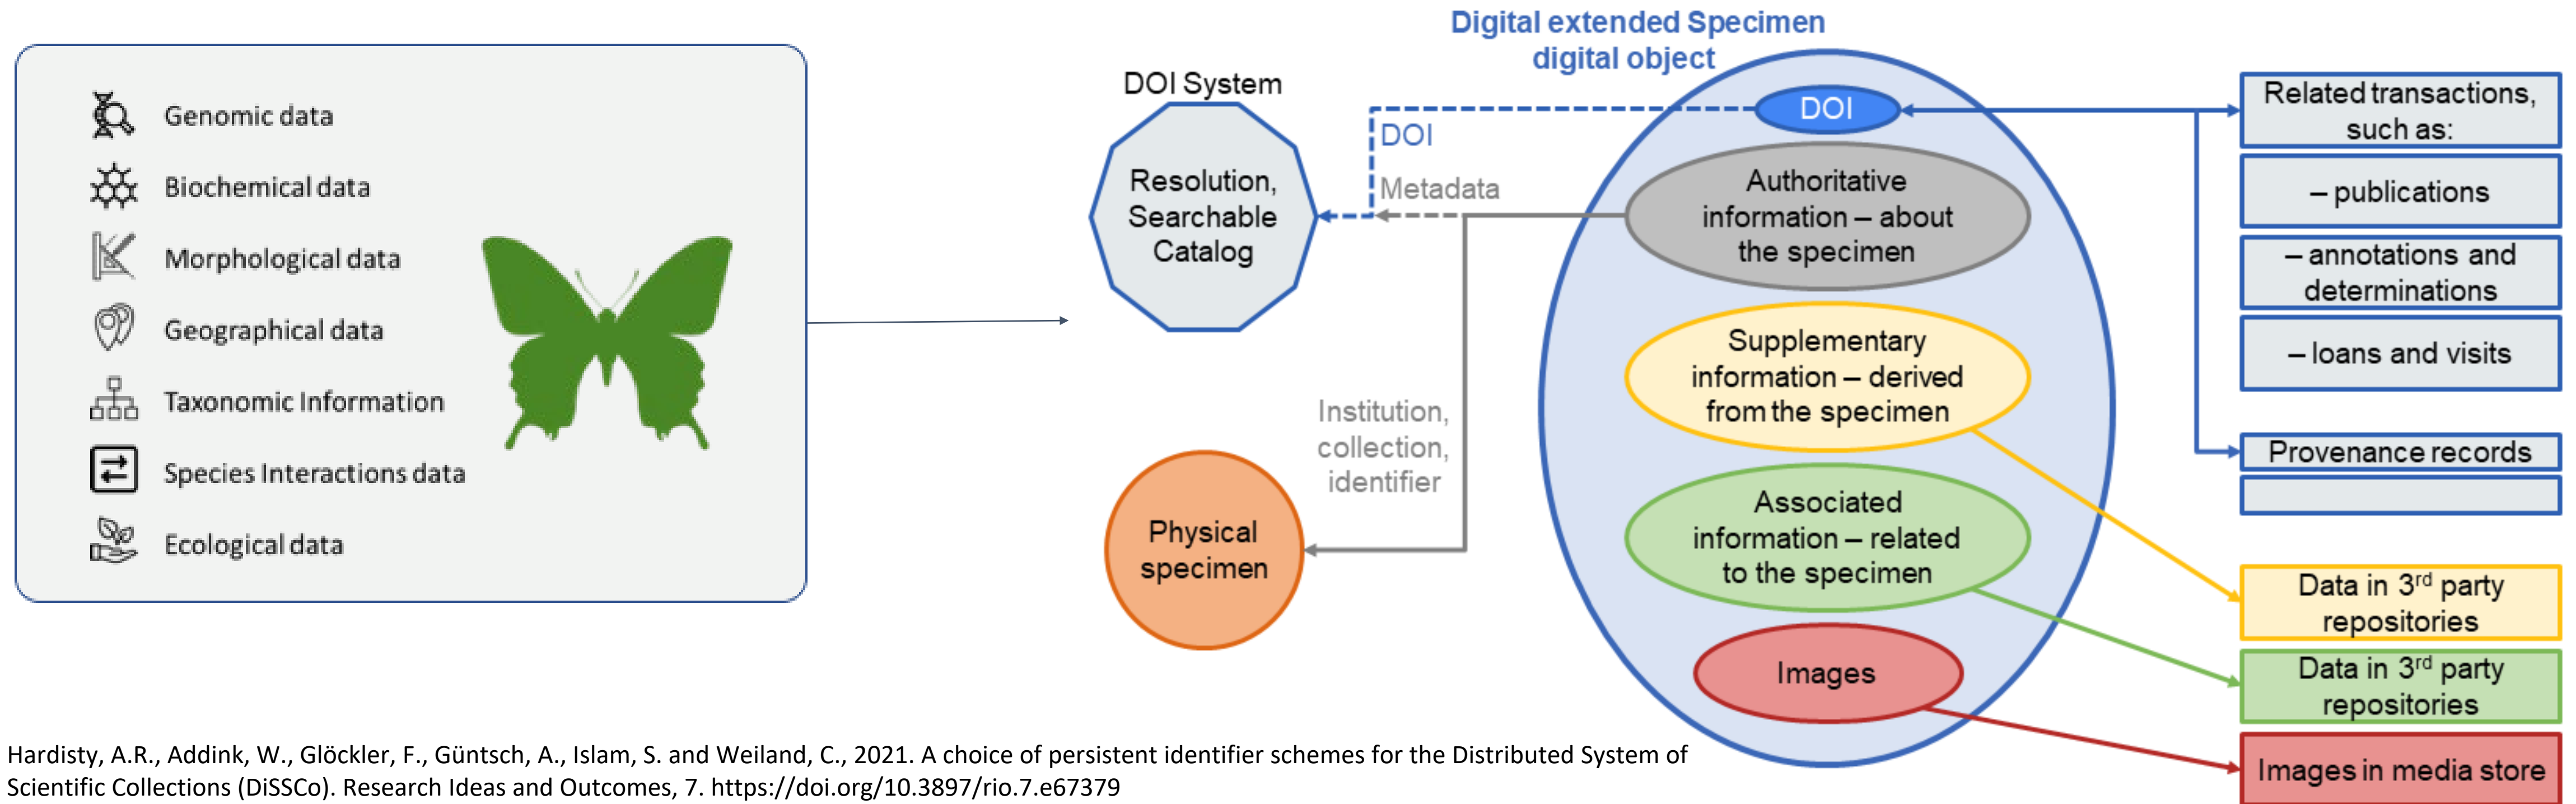 Genomic data
Biochemical data
Morphological data
Geographical data
Taxonomic Information
Species Interactions data
Ecological data
DOI System
Resolution,
Searchable
Catalog
Physical
specimen
DOI
Metadata
Institution,
collection,
identifier
Digital extended Specimen
digital object
DOI
Authoritative
information – about
the specimen
Supplementary
information – derived
from the specimen
Associated
information – related
to the specimen
Images
Related transactions,
such as:
– publications
– annotations and
determinations
– loans and visits
Provenance records
Data in 3rd party
repositories
Data in 3rd party
repositories
Images in media store
Hardisty, A.R., Addink, W., Glöckler, F., Güntsch, A., Islam, S. and Weiland, C., 2021. A choice of persistent identifier schemes for the Distributed System of
Scientific Collections (DiSSCo). Research Ideas and Outcomes, 7. https://doi.org/10.3897/rio.7.e67379